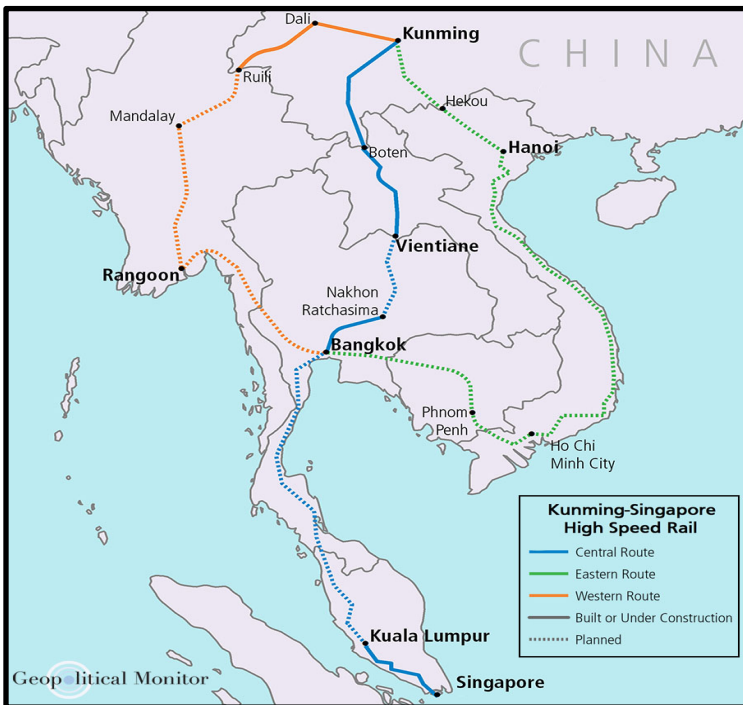 Dali
Kunming
CHINA
Ruili
Hekou
Mandalay
Boten
Hanoi
Vientiane
Rangoon
Nakhon
Ratchasima
Bangkok
Phnom
Penh
Ho Chi
Minh City
Kunming-Singapore
High Speed Rail
Central Route
Eastern Route
Western Route
Built or Under Construction
Planned
Kuala Lumpur
Singapore
Geopolitical Monitor